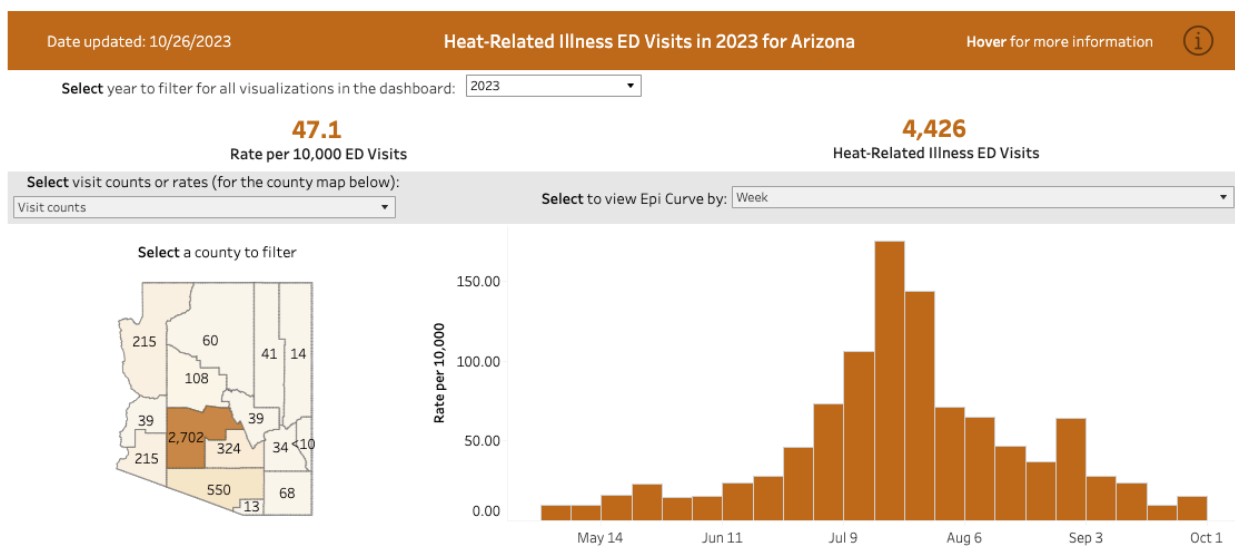 Date updated: 10/26/2023
Heat-Related Illness ED Visits in 2023 for Arizona
Hover for more information
i
Select year to filter for all visualizations in the dashboard:
2023
47.1
Rate per 10,000 ED Visits
4,426
Heat-Related Illness ED Visits
Select visit counts or rates (for the county map below):
Visit counts
Select to view Epi Curve by:
Week
Select a county to filter
215
60
41
14
108
39
39
2,702
324
34
<10
215
550
13
68
Rate per 10,000
150.00
100.00
50.00
0.00
May 14
Jun 11
Jul 9
Aug 6
Sep 3
Oct 1